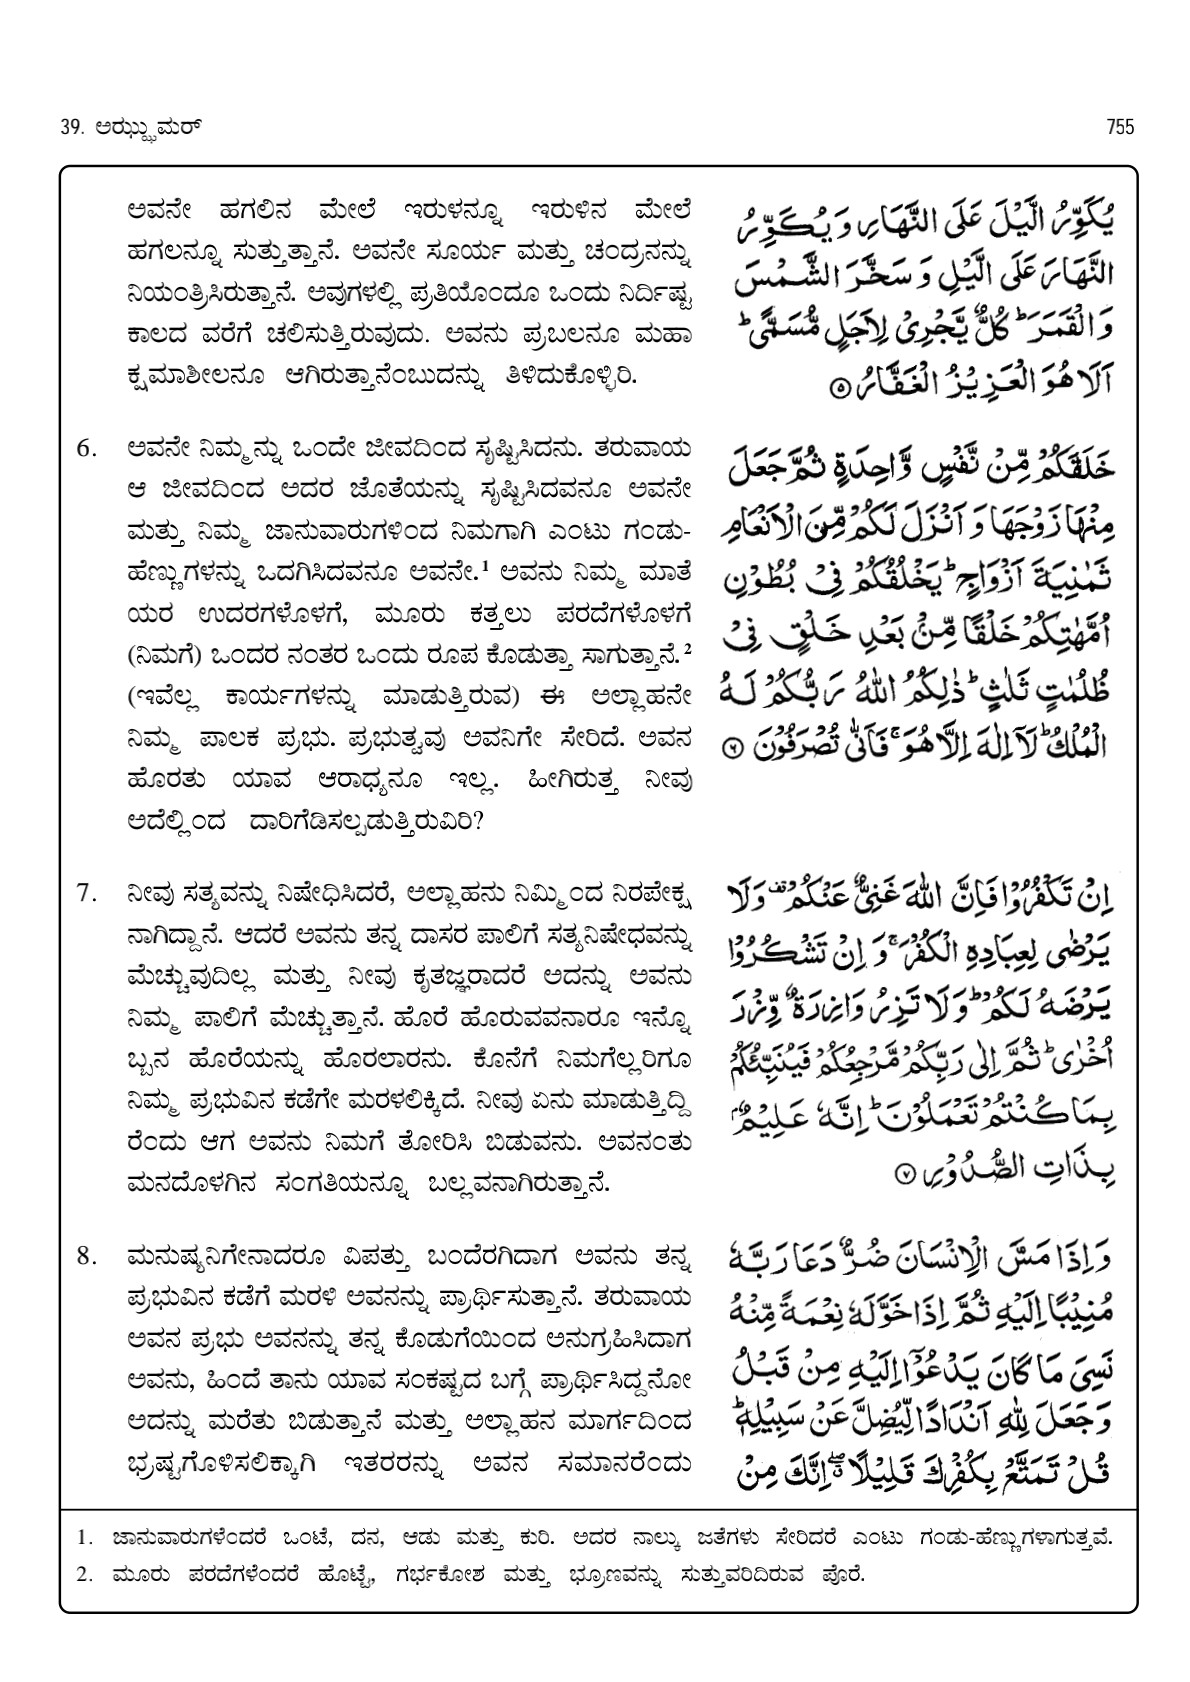 39. ಅಝ್ಝುಮರ್
755
ಅವನೇ ಹಗಲಿನ ಮೇಲೆ ಇರುಳನ್ನೂ ಇರುಳಿನ ಮೇಲೆ
ಹಗಲನ್ನೂ ಸುತ್ತುತ್ತಾನೆ. ಅವನೇ ಸೂರ್ಯ ಮತ್ತು ಚಂದ್ರನನ್ನು
ನಿಯಂತ್ರಿಸಿರುತ್ತಾನೆ. ಅವುಗಳಲ್ಲಿ ಪ್ರತಿಯೊಂದೂ ಒಂದು ನಿರ್ದಿಷ್ಟ
ಕಾಲದ ವರೆಗೆ ಚಲಿಸುತ್ತಿರುವುದು. ಅವನು ಪ್ರಬಲನೂ ಮಹಾ
ಕ್ಷಮಾಶೀಲನೂ ಆಗಿರುತ್ತಾನೆಂಬುದನ್ನು ತಿಳಿದುಕೊಳ್ಳಿರಿ.
يُكَوِّرُ الَّيْلَ عَلَى النَّهَارِ وَيُكَوِّرُ
النَّهَارَ عَلَى الَّيْلِ وَسَخَّرَ الشَّمْسَ
وَالْقَمَرَ ؕ كُلٌّ يَّجْرِىْ لِاَجَلٍ مُّسَمًّى ؕ
اَلَا هُوَ الْعَزِيْزُ الْغَفَّارُ ۝۵
6. ಅವನೇ ನಿಮ್ಮನ್ನು ಒಂದೇ ಜೀವದಿಂದ ಸೃಷ್ಟಿಸಿದನು. ತರುವಾಯ
ಆ ಜೀವದಿಂದ ಅದರ ಜೊತೆಯನ್ನು ಸೃಷ್ಟಿಸಿದವನೂ ಅವನೇ
ಮತ್ತು ನಿಮ್ಮ ಜಾನುವಾರುಗಳಿಂದ ನಿಮಗಾಗಿ ಎಂಟು ಗಂಡು-
ಹೆಣ್ಣುಗಳನ್ನು ಒದಗಿಸಿದವನೂ ಅವನೇ.¹ ಅವನು ನಿಮ್ಮ ಮಾತೆ
ಯರ ಉದರಗಳೊಳಗೆ, ಮೂರು ಕತ್ತಲು ಪರದೆಗಳೊಳಗೆ
(ನಿಮಗೆ) ಒಂದರ ನಂತರ ಒಂದು ರೂಪ ಕೊಡುತ್ತಾ ಸಾಗುತ್ತಾನೆ.²
(ಇವೆಲ್ಲ ಕಾರ್ಯಗಳನ್ನು ಮಾಡುತ್ತಿರುವ) ಈ ಅಲ್ಲಾಹನೇ
ನಿಮ್ಮ ಪಾಲಕ ಪ್ರಭು. ಪ್ರಭುತ್ವವು ಅವನಿಗೇ ಸೇರಿದೆ. ಅವನ
ಹೊರತು ಯಾವ ಆರಾಧ್ಯನೂ ಇಲ್ಲ. ಹೀಗಿರುತ್ತ ನೀವು
ಅದೆಲ್ಲಿಂದ ದಾರಿಗೆಡಿಸಲ್ಪಡುತ್ತಿರುವಿರಿ?
خَلَقَكُمْ مِّنْ نَّفْسٍ وَّاحِدَةٍ ثُمَّ جَعَلَ
مِنْهَا زَوْجَهَا وَاَنْزَلَ لَكُمْ مِّنَ الْاَنْعَامِ
ثَمٰنِيَةَ اَزْوَاجٍ ؕ يَخْلُقُكُمْ فِىْ بُطُوْنِ
اُمَّهٰتِكُمْ خَلْقًا مِّنْۢ بَعْدِ خَلْقٍ فِىْ
ظُلُمٰتٍ ثَلٰثٍ ؕ ذٰلِكُمُ اللّٰهُ رَبُّكُمْ لَهُ
الْمُلْكُ ؕ لَاۤ اِلٰهَ اِلَّا هُوَ ۚ فَاَنّٰى تُصْرَفُوْنَ ۝۶
7. ನೀವು ಸತ್ಯವನ್ನು ನಿಷೇಧಿಸಿದರೆ, ಅಲ್ಲಾಹನು ನಿಮ್ಮಿಂದ ನಿರಪೇಕ್ಷ
ನಾಗಿದ್ದಾನೆ. ಆದರೆ ಅವನು ತನ್ನ ದಾಸರ ಪಾಲಿಗೆ ಸತ್ಯನಿಷೇಧವನ್ನು
ಮೆಚ್ಚುವುದಿಲ್ಲ ಮತ್ತು ನೀವು ಕೃತಜ್ಞರಾದರೆ ಅದನ್ನು ಅವನು
ನಿಮ್ಮ ಪಾಲಿಗೆ ಮೆಚ್ಚುತ್ತಾನೆ. ಹೊರೆ ಹೊರುವವನಾರೂ ಇನ್ನೊ
ಬ್ಬನ ಹೊರೆಯನ್ನು ಹೊರಲಾರನು. ಕೊನೆಗೆ ನಿಮಗೆಲ್ಲರಿಗೂ
ನಿಮ್ಮ ಪ್ರಭುವಿನ ಕಡೆಗೇ ಮರಳಲಿಕ್ಕಿದೆ. ನೀವು ಏನು ಮಾಡುತ್ತಿದ್ದಿ
ರೆಂದು ಆಗ ಅವನು ನಿಮಗೆ ತೋರಿಸಿ ಬಿಡುವನು. ಅವನಂತು
ಮನದೊಳಗಿನ ಸಂಗತಿಯನ್ನೂ ಬಲ್ಲವನಾಗಿರುತ್ತಾನೆ.
اِنْ تَكْفُرُوْا فَاِنَّ اللّٰهَ غَنِىٌّ عَنْكُمْ ۟ وَلَا
يَرْضٰى لِعِبَادِهِ الْكُفْرَ ۚ وَاِنْ تَشْكُرُوْا
يَرْضَهُ لَكُمْ ؕ وَلَا تَزِرُ وَازِرَةٌ وِّزْرَ
اُخْرٰى ؕ ثُمَّ اِلٰى رَبِّكُمْ مَّرْجِعُكُمْ فَيُنَبِّئُكُمْ
بِمَا كُنْتُمْ تَعْمَلُوْنَ ؕ اِنَّهٗ عَلِيْمٌۢ
بِذَاتِ الصُّدُوْرِ ۝۷
8. ಮನುಷ್ಯನಿಗೇನಾದರೂ ವಿಪತ್ತು ಬಂದೆರಗಿದಾಗ ಅವನು ತನ್ನ
ಪ್ರಭುವಿನ ಕಡೆಗೆ ಮರಳಿ ಅವನನ್ನು ಪ್ರಾರ್ಥಿಸುತ್ತಾನೆ. ತರುವಾಯ
ಅವನ ಪ್ರಭು ಅವನನ್ನು ತನ್ನ ಕೊಡುಗೆಯಿಂದ ಅನುಗ್ರಹಿಸಿದಾಗ
ಅವನು, ಹಿಂದೆ ತಾನು ಯಾವ ಸಂಕಷ್ಟದ ಬಗ್ಗೆ ಪ್ರಾರ್ಥಿಸಿದ್ದನೋ
ಅದನ್ನು ಮರೆತು ಬಿಡುತ್ತಾನೆ ಮತ್ತು ಅಲ್ಲಾಹನ ಮಾರ್ಗದಿಂದ
ಭ್ರಷ್ಟಗೊಳಿಸಲಿಕ್ಕಾಗಿ ಇತರರನ್ನು ಅವನ ಸಮಾನರೆಂದು
وَاِذَا مَسَّ الْاِنْسَانَ ضُرٌّ دَعَا رَبَّهٗ
مُنِيْبًا اِلَيْهِ ثُمَّ اِذَا خَوَّلَهٗ نِعْمَةً مِّنْهُ
نَسِىَ مَا كَانَ يَدْعُوْۤا اِلَيْهِ مِنْ قَبْلُ
وَجَعَلَ لِلّٰهِ اَنْدَادًا لِّيُضِلَّ عَنْ سَبِيْلِهٖ ؕ
قُلْ تَمَتَّعْ بِكُفْرِكَ قَلِيْلًا ۖ اِنَّكَ مِنْ
1. ಜಾನುವಾರುಗಳೆಂದರೆ ಒಂಟೆ, ದನ, ಆಡು ಮತ್ತು ಕುರಿ. ಅದರ ನಾಲ್ಕು ಜತೆಗಳು ಸೇರಿದರೆ ಎಂಟು ಗಂಡು-ಹೆಣ್ಣುಗಳಾಗುತ್ತವೆ.
2. ಮೂರು ಪರದೆಗಳೆಂದರೆ ಹೊಟ್ಟೆ, ಗರ್ಭಕೋಶ ಮತ್ತು ಭ್ರೂಣವನ್ನು ಸುತ್ತುವರಿದಿರುವ ಪೊರೆ.